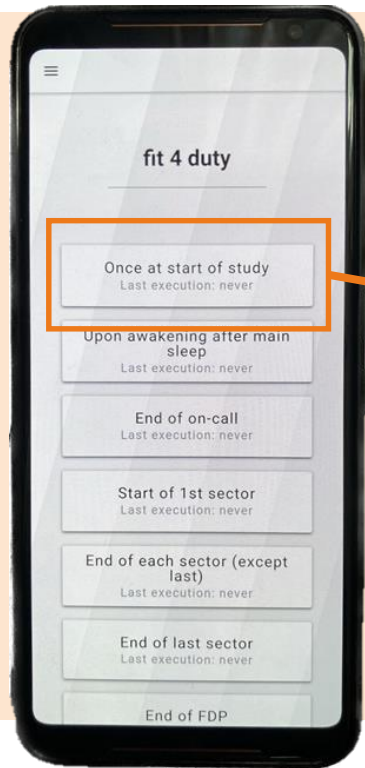 fit 4 duty
Once at start of study
Last execution: never
Upon awakening after main
sleep
Last execution: never
End of on-call
Last execution: never
Start of 1st sector
Last execution: never
End of each sector (except
last)
Last execution: never
End of last sector
Last execution: never
End of FDP